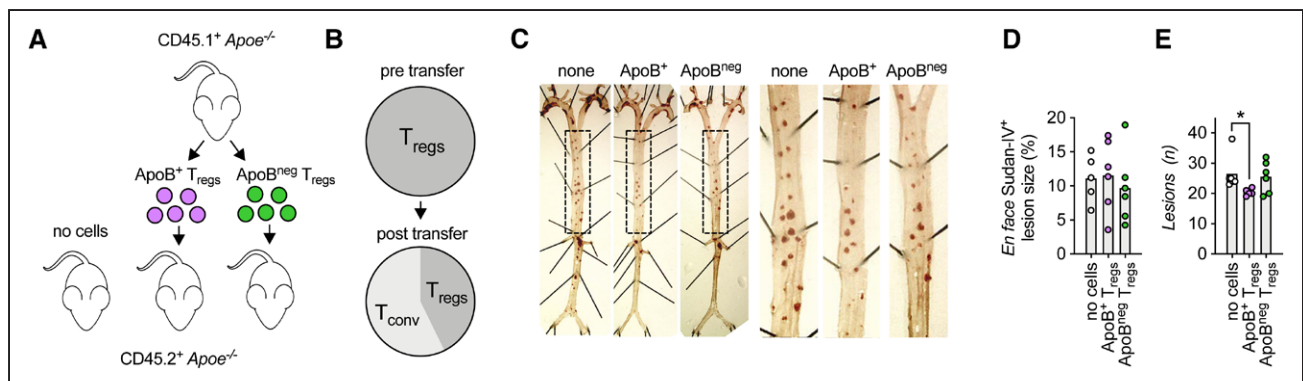 A
CD45.1⁺ Apoe⁻/⁻
ApoB⁺ Tregs
ApoBneg Tregs
no cells
CD45.2⁺ Apoe⁻/⁻
B
pre transfer
Tregs
post transfer
Tconv
Tregs
C
none ApoB⁺ ApoBneg
none ApoB⁺ ApoBneg
D
En face Sudan-IV⁺
lesion size (%)
20
15
10
5
0
no cells
ApoB⁺ Tregs
ApoBneg Tregs
E
*
Lesions (n)
40
30
20
10
0
no cells
ApoB⁺ Tregs
ApoBneg Tregs